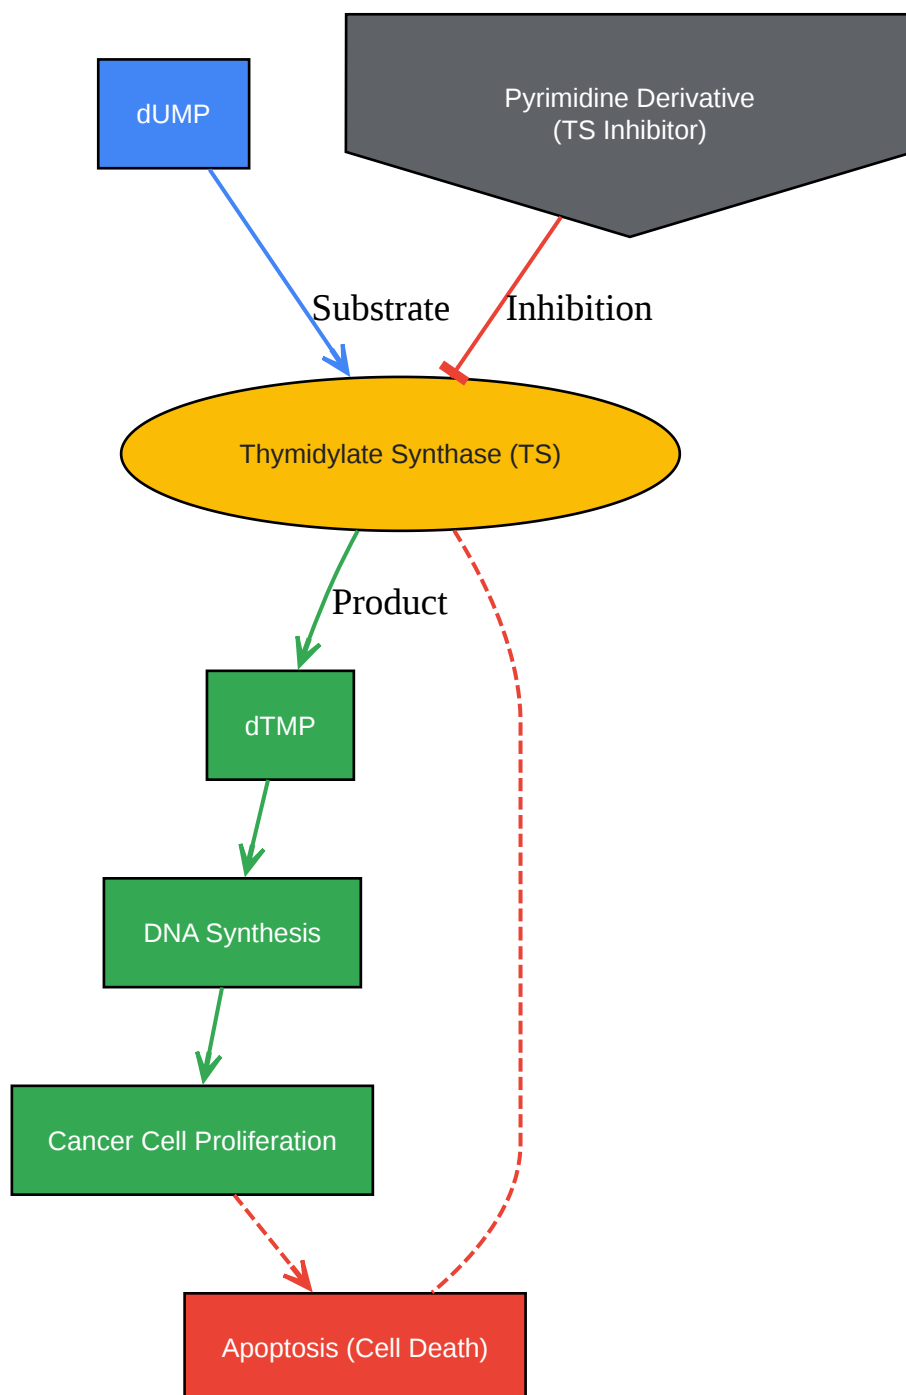 dUMP
Pyrimidine Derivative
(TS Inhibitor)
Substrate
Inhibition
Thymidylate Synthase (TS)
Product
dTMP
DNA Synthesis
Cancer Cell Proliferation
Apoptosis (Cell Death)